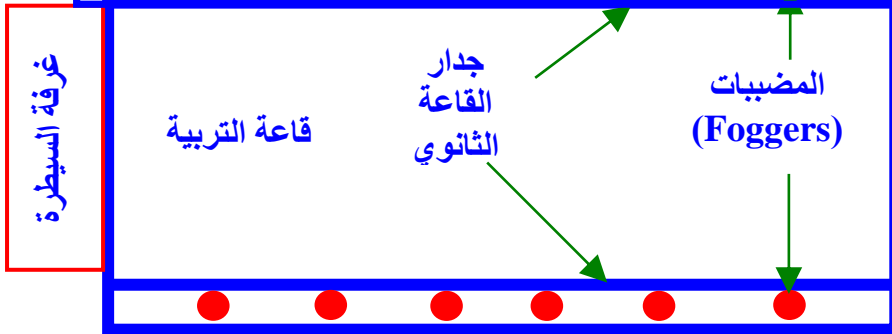 المضببات
(Foggers)
جدار
القاعة
الثانوي
قاعة التربية
غرفة السيطرة